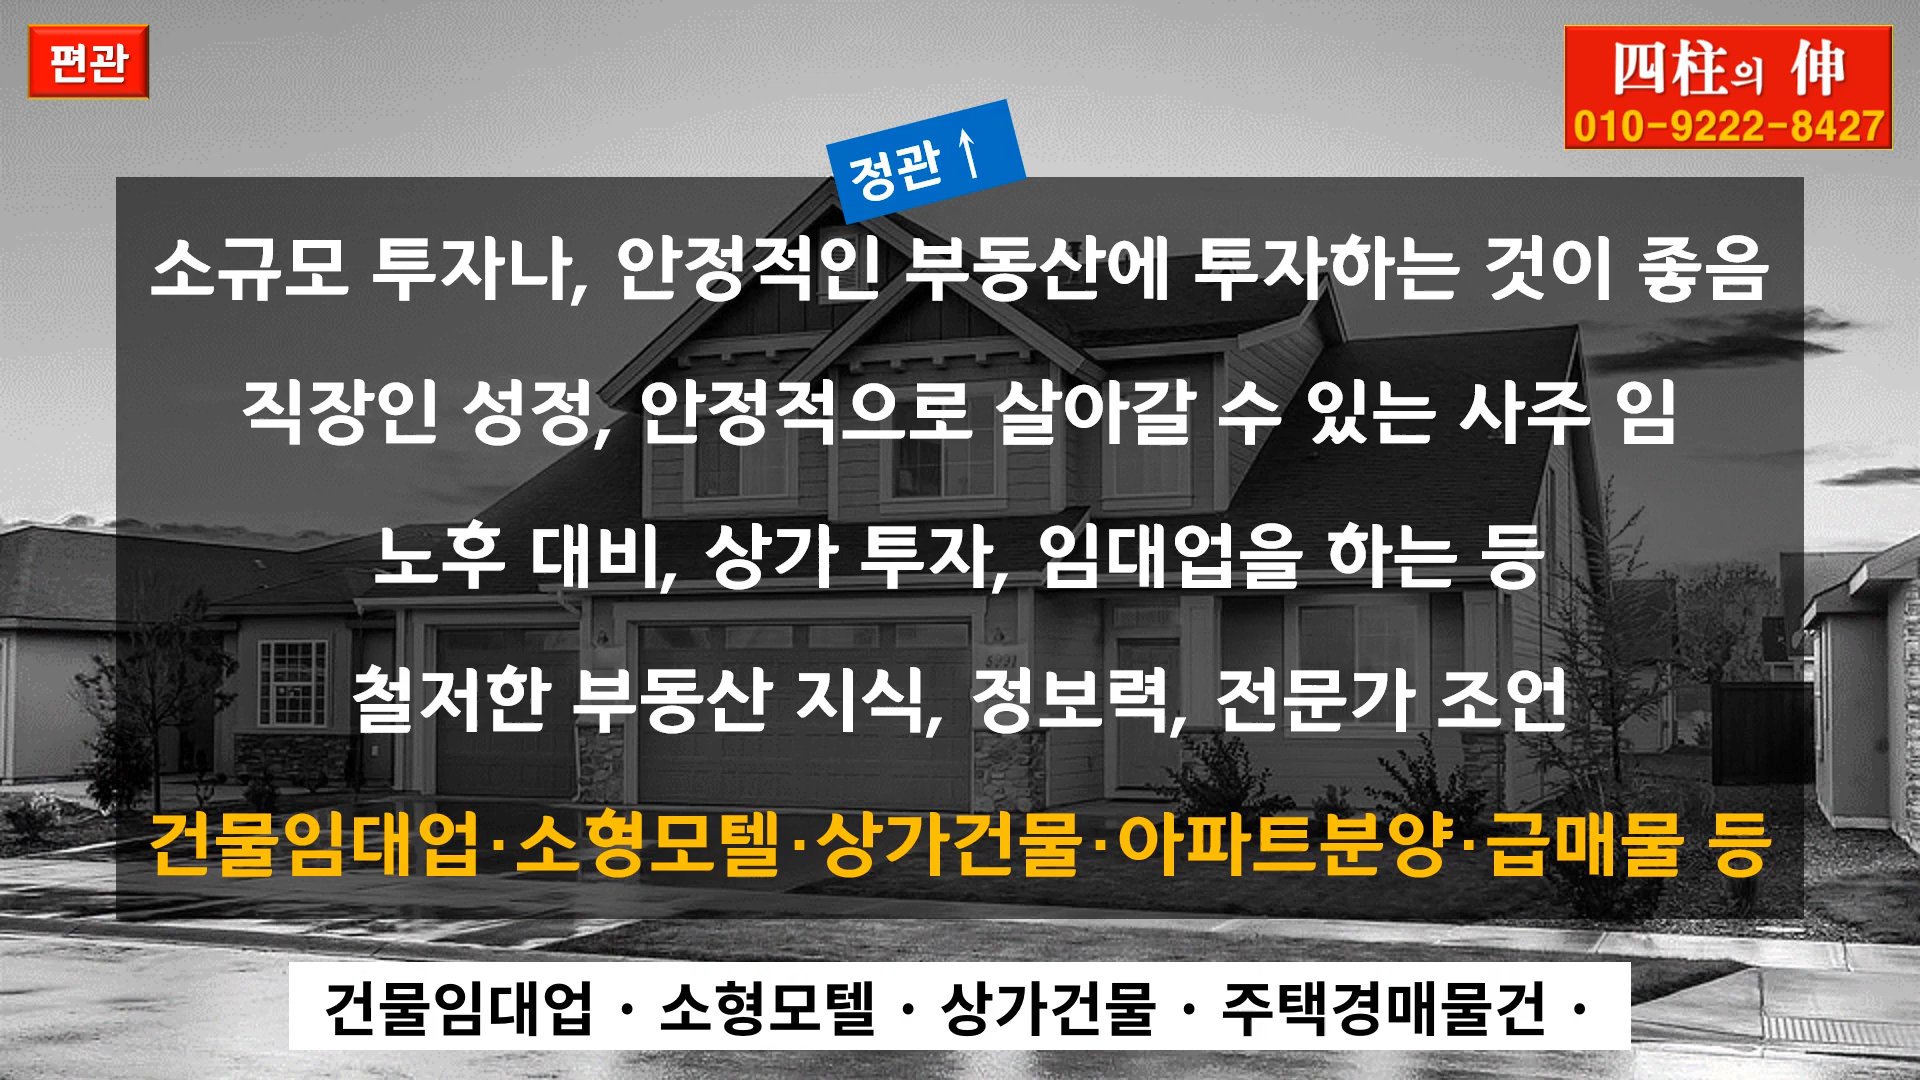 편관
四柱의 伸
010-9222-8427
정관 ↑
소규모 투자나, 안정적인 부동산에 투자하는 것이 좋음
직장인 성정, 안정적으로 살아갈 수 있는 사주 임
노후 대비, 상가 투자, 임대업을 하는 등
철저한 부동산 지식, 정보력, 전문가 조언
건물임대업·소형모텔·상가건물·아파트분양·급매물 등
건물임대업 · 소형모텔 · 상가건물 · 주택경매물건 ·
5991